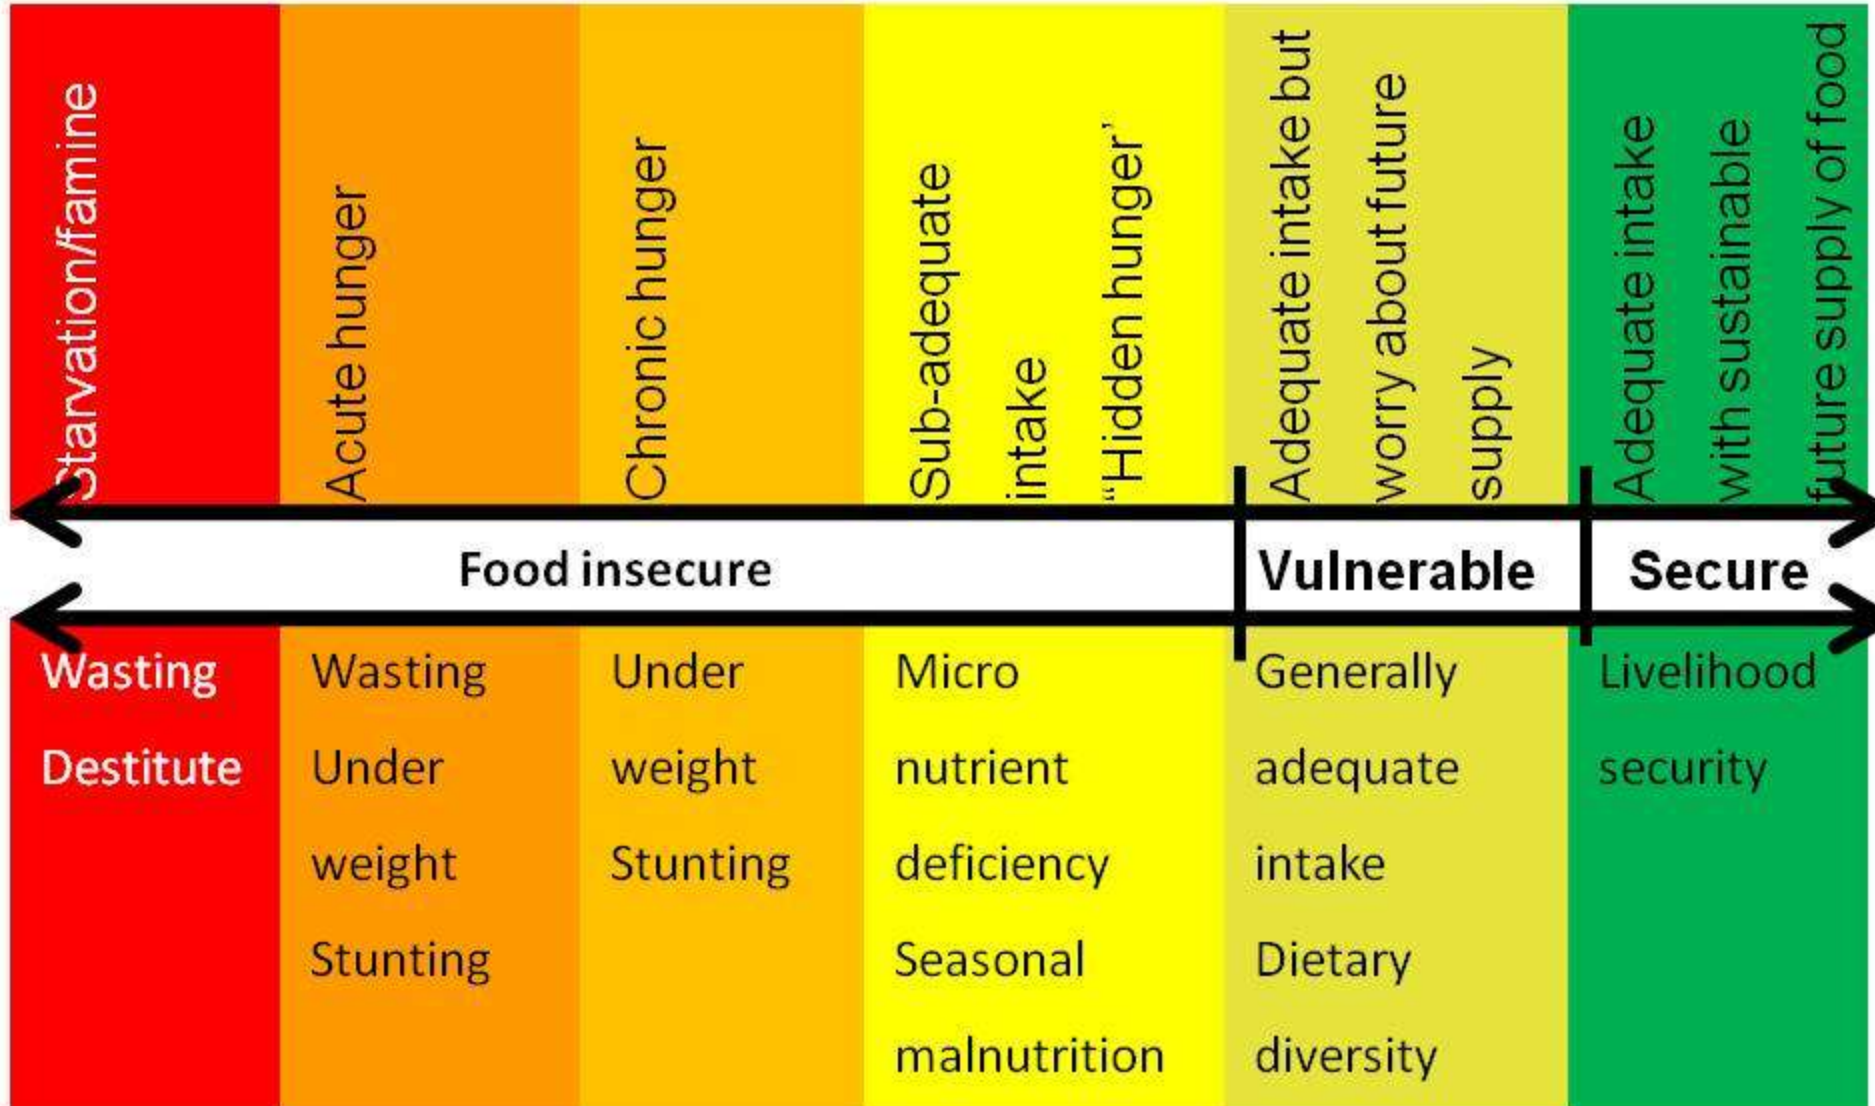 Starvation/famine
Acute hunger
Chronic hunger
Sub-adequate
intake
“Hidden hunger’
Adequate intake but
worry about future
supply
Adequate intake
with sustainable
future supply of food
Food insecure
Vulnerable
Secure
Wasting
Destitute
Wasting
Under
weight
Stunting
Under
weight
Stunting
Micro
nutrient
deficiency
Seasonal
malnutrition
Generally
adequate
intake
Dietary
diversity
Livelihood
security